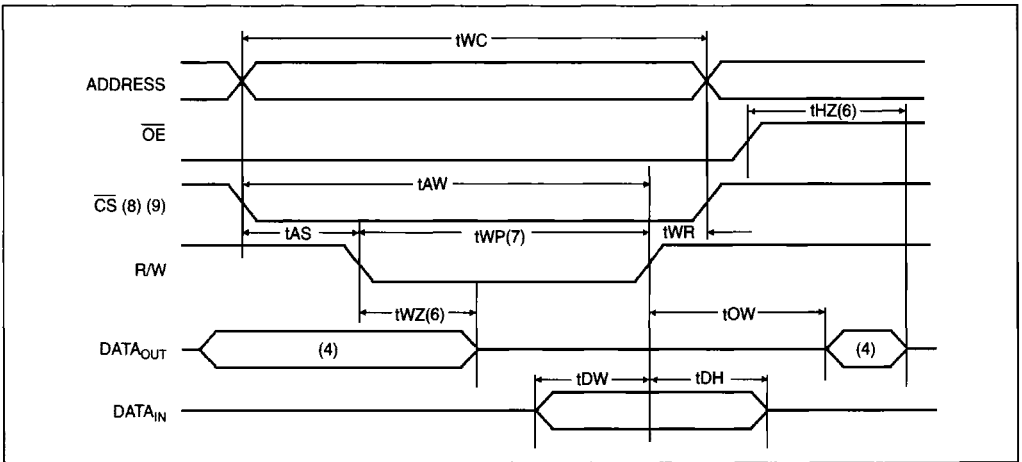 tWC
ADDRESS
tHZ(6)
OE
tAW
CS (8) (9)
tAS
tWP(7)
tWR
R/W
tWZ(6)
tOW
DATAOUT
(4)
(4)
tDW
tDH
DATAIN